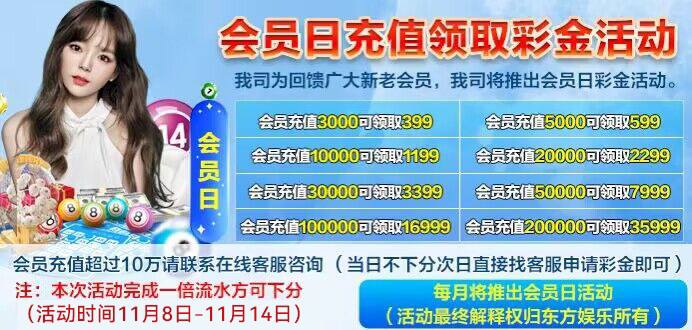 会员日充值领取彩金活动
我司为回馈广大新老会员，我司将推出会员日彩金活动。
会员日
14
会员充值3000可领取399
会员充值5000可领取599
会员充值10000可领取1199
会员充值20000可领取2299
会员充值30000可领取3399
会员充值50000可领取7999
会员充值100000可领取16999
会员充值200000可领取35999
8
8
8
8
会员充值超过10万请联系在线客服咨询 （当日不下分次日直接找客服申请彩金即可）
注：本次活动完成一倍流水方可下分
（活动时间11月8日-11月14日）
每月将推出会员日活动
（活动最终解释权归东方娱乐所有）